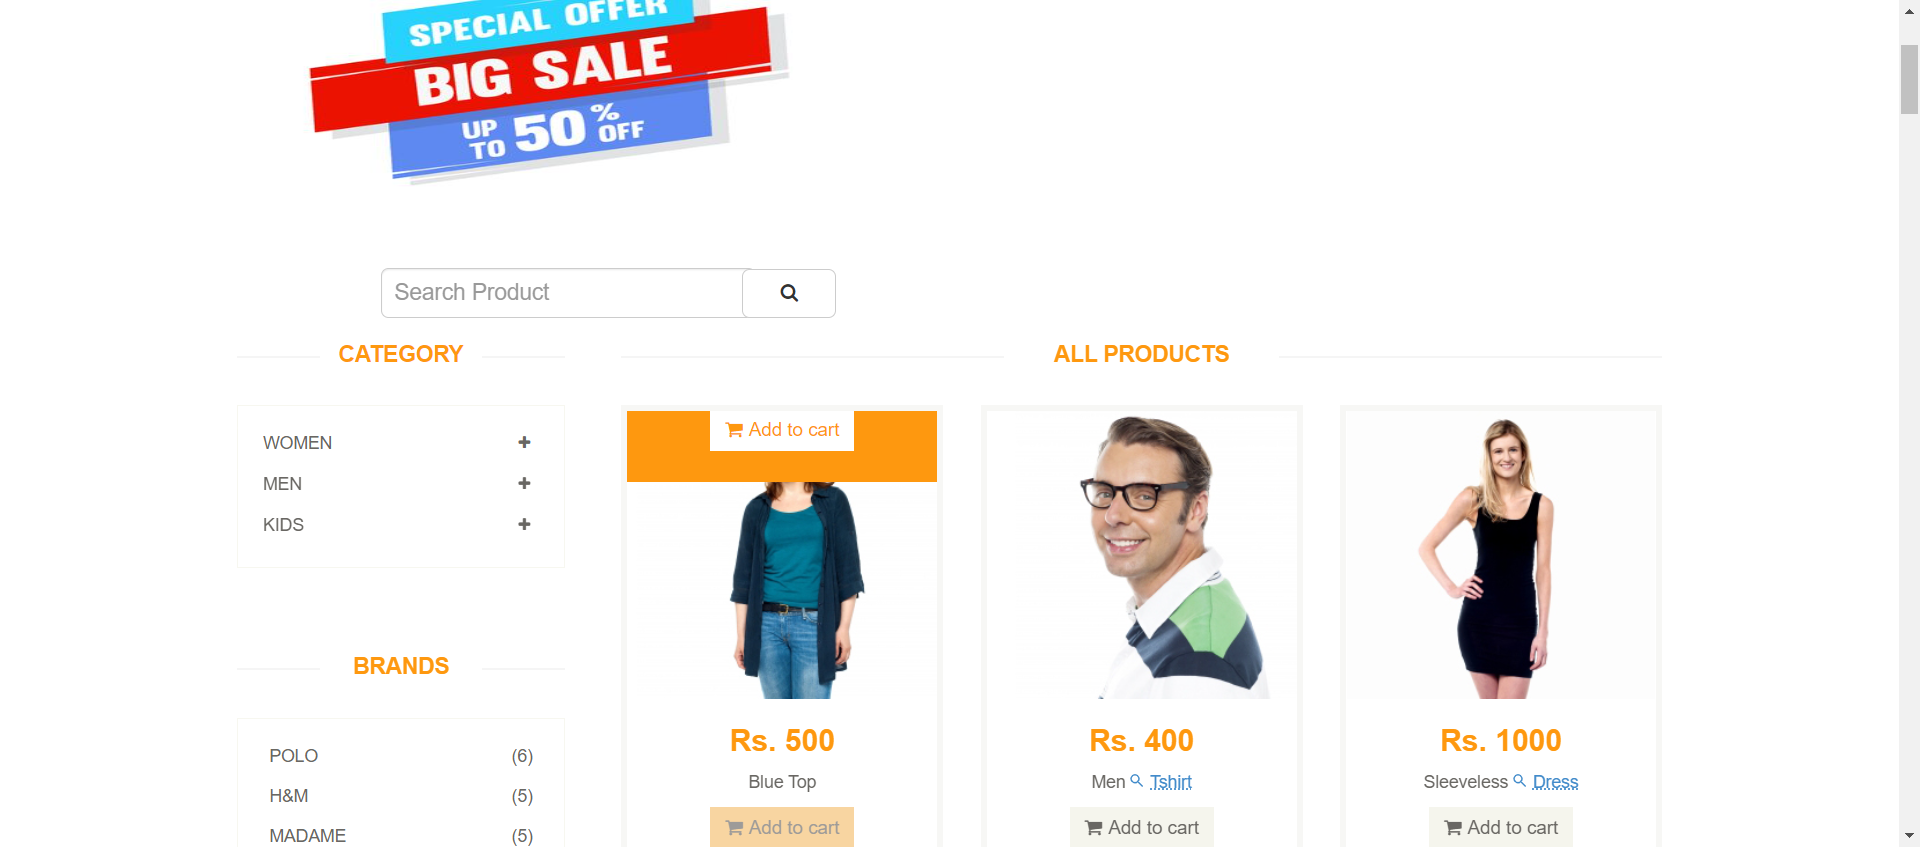 SPECIAL OFFER
BIG SALE
UP TO 50% OFF
Search Product
CATEGORY
WOMEN
MEN
KIDS
BRANDS
POLO (6)
H&M (5)
MADAME (5)
ALL PRODUCTS
Add to cart
Rs. 500
Blue Top
Add to cart
Rs. 400
Men Tshirt
Add to cart
Rs. 1000
Sleeveless Dress
Add to cart